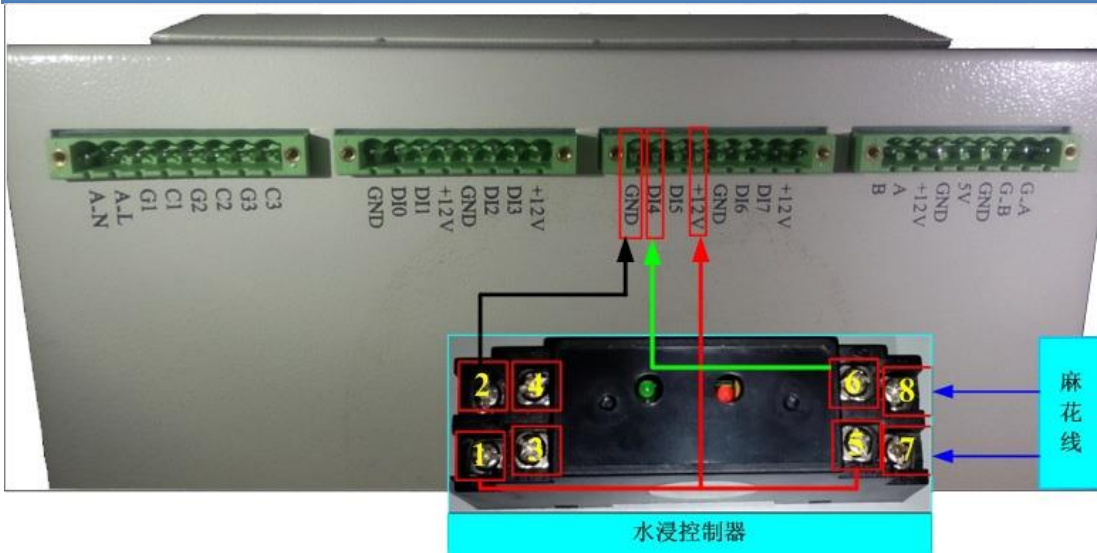 A-N
A-L
G1
C1
G2
C2
G3
C3
GND
DI0
DI1
+12V
GND
DI2
DI3
+12V
GND
DI4
DI5
+12V
GND
DI6
DI7
+12V
B
A
+12V
GND
5V
GND
G-B
G-A
2
4
6
8
1
3
5
7
麻花线
水浸控制器